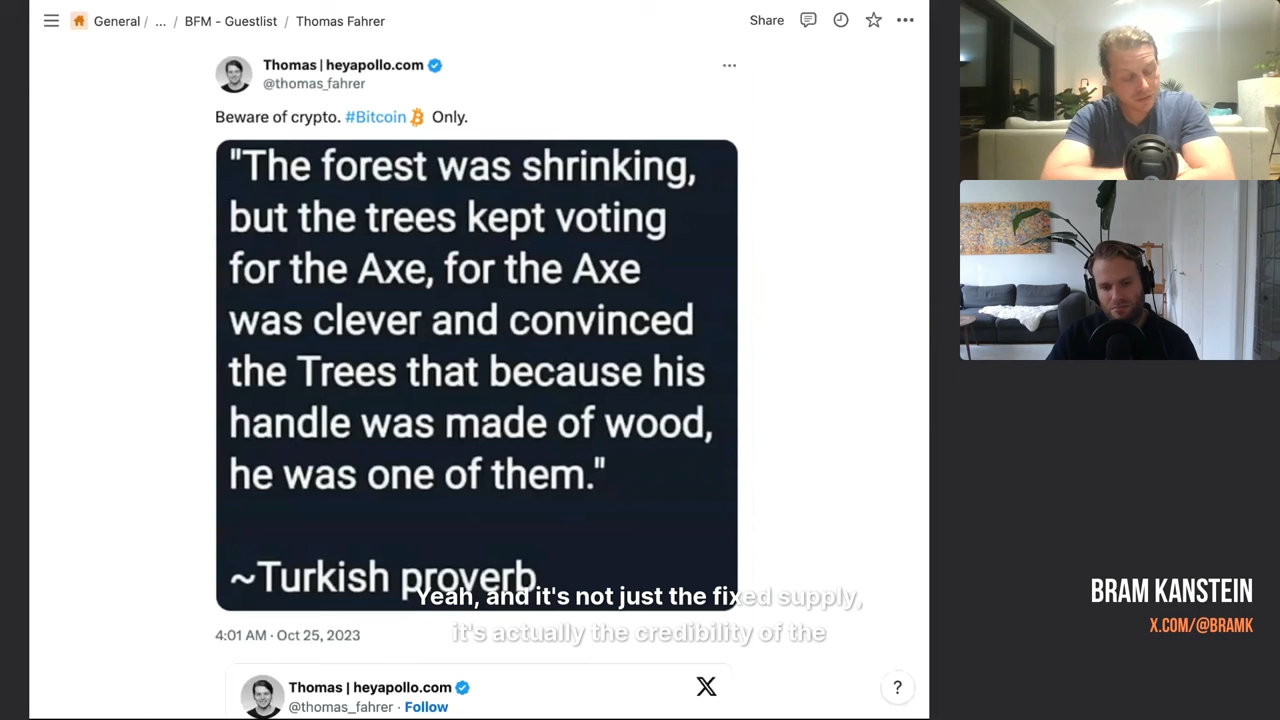 General / ... / BFM - Guestlist / Thomas Fahrer
Share
Thomas | heyapollo.com
@thomas_fahrer
Beware of crypto. #Bitcoin Only.
"The forest was shrinking,
but the trees kept voting
for the Axe, for the Axe
was clever and convinced
the Trees that because his
handle was made of wood,
he was one of them."
~Turkish proverb
Yeah, and it's not just the fixed supply,
it's actually the credibility of the
4:01 AM · Oct 25, 2023
Thomas | heyapollo.com
@thomas_fahrer · Follow
?
BRAM KANSTEIN
X.COM/@BRAMK